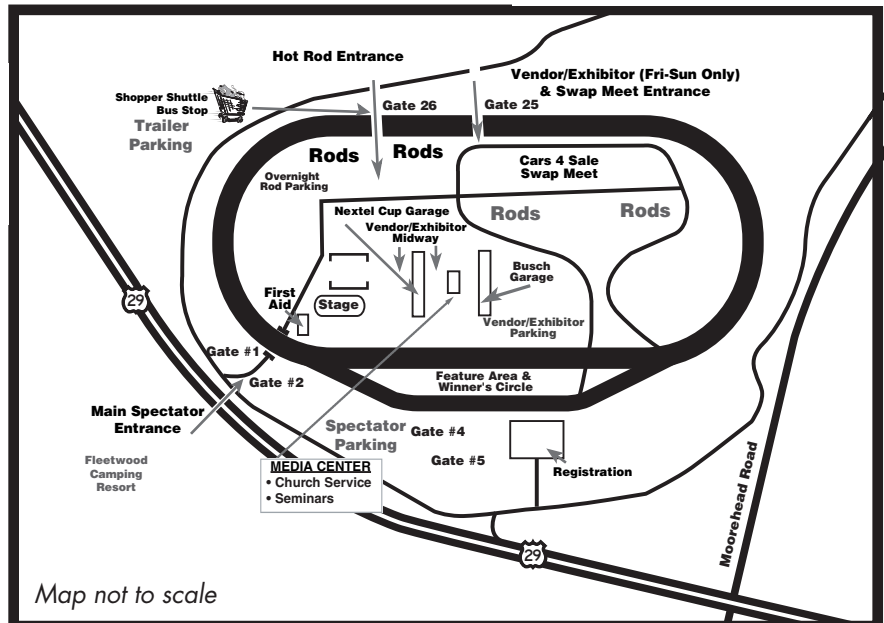 Hot Rod Entrance
Vendor/Exhibitor (Fri-Sun Only)
& Swap Meet Entrance
Shopper Shuttle
Bus Stop
Gate 26
Gate 25
Trailer
Parking
Rods
Rods
Cars 4 Sale
Swap Meet
Overnight
Rod Parking
Nextel Cup Garage
Rods
Rods
Vendor/Exhibitor
Midway
Busch
Garage
First
Aid
Stage
29
Vendor/Exhibitor
Parking
Gate #1
Gate #2
Feature Area &
Winner's Circle
Main Spectator
Entrance
Spectator
Parking
Gate #4
Gate #5
Fleetwood
Camping
Resort
MEDIA CENTER
• Church Service
• Seminars
Registration
Moorehead Road
29
Map not to scale